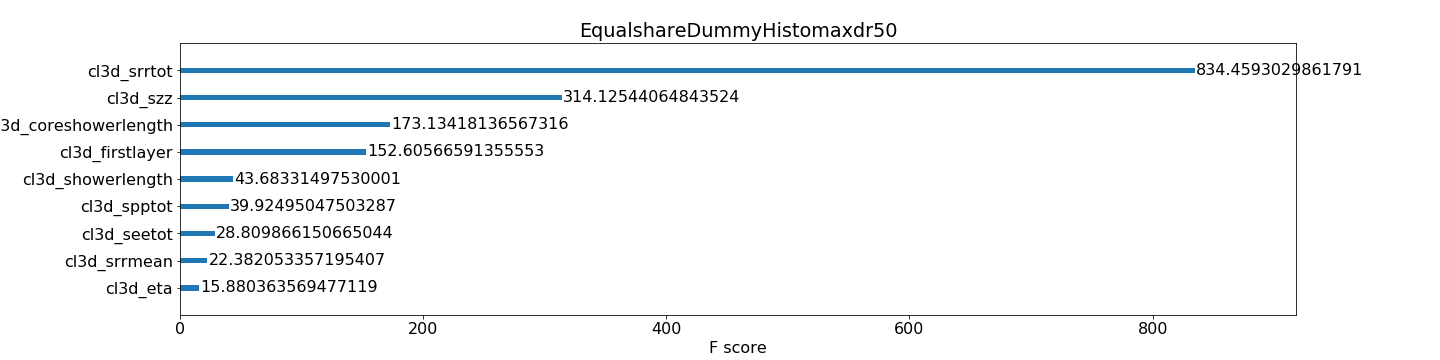 EqualshareDummyHistomaxdr50
cl3d_srrtot 834.4593029861791
cl3d_szz 314.12544064843524
3d_coreshowerlength 173.13418136567316
cl3d_firstlayer 152.60566591355553
cl3d_showerlength 43.68331497530001
cl3d_spptot 39.92495047503287
cl3d_seetot 28.809866150665044
cl3d_srrmean 22.382053357195407
cl3d_eta 15.880363569477119
0 200 400 600 800
F score